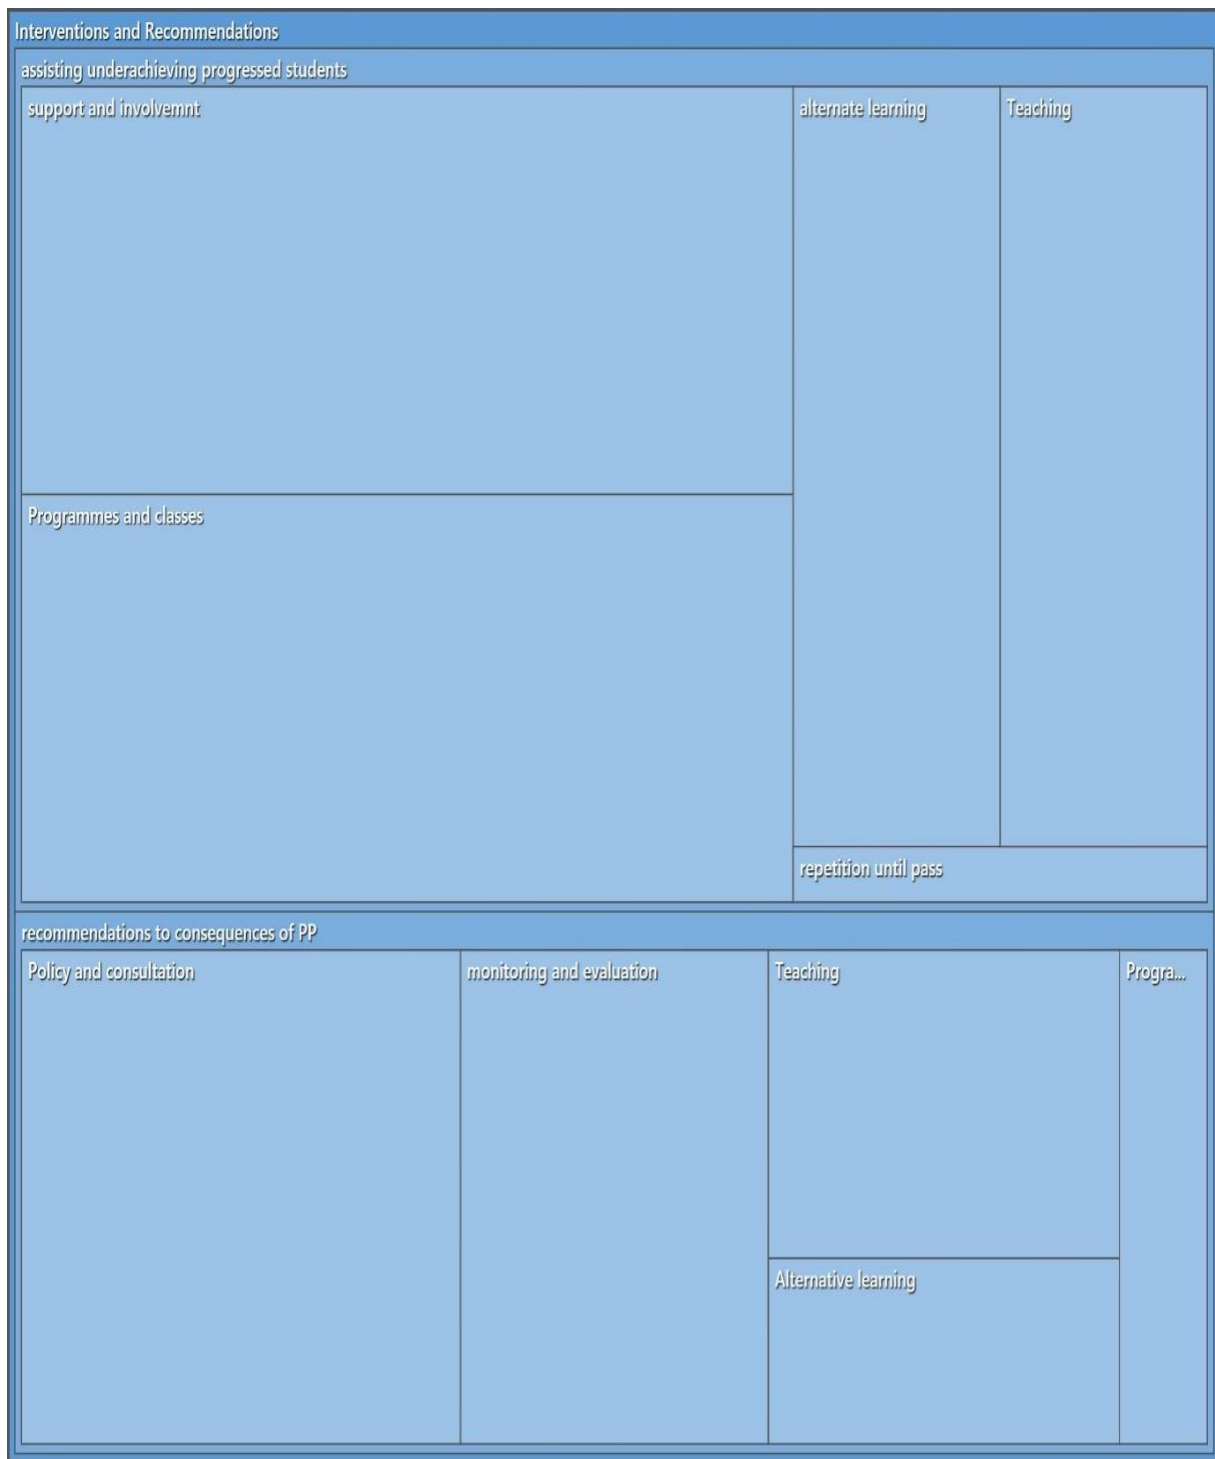 Interventions and Recommendations
assisting underachieving progressed students
support and involvemnt
alternate learning
Teaching
Programmes and classes
repetition until pass
recommendations to consequences of PP
Policy and consultation
monitoring and evaluation
Teaching
Progra...
Alternative learning